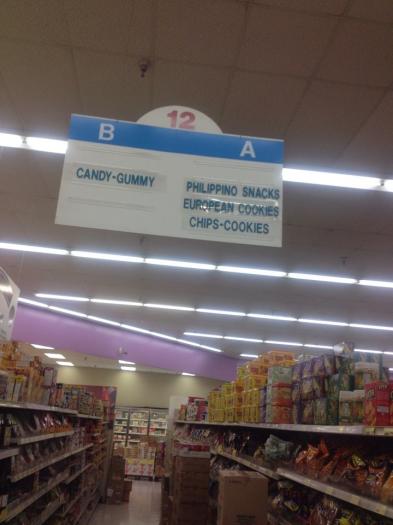 12
B
A
CANDY-GUMMY
PHILIPPINO SNACKS
EUROPEAN COOKIES
CHIPS-COOKIES